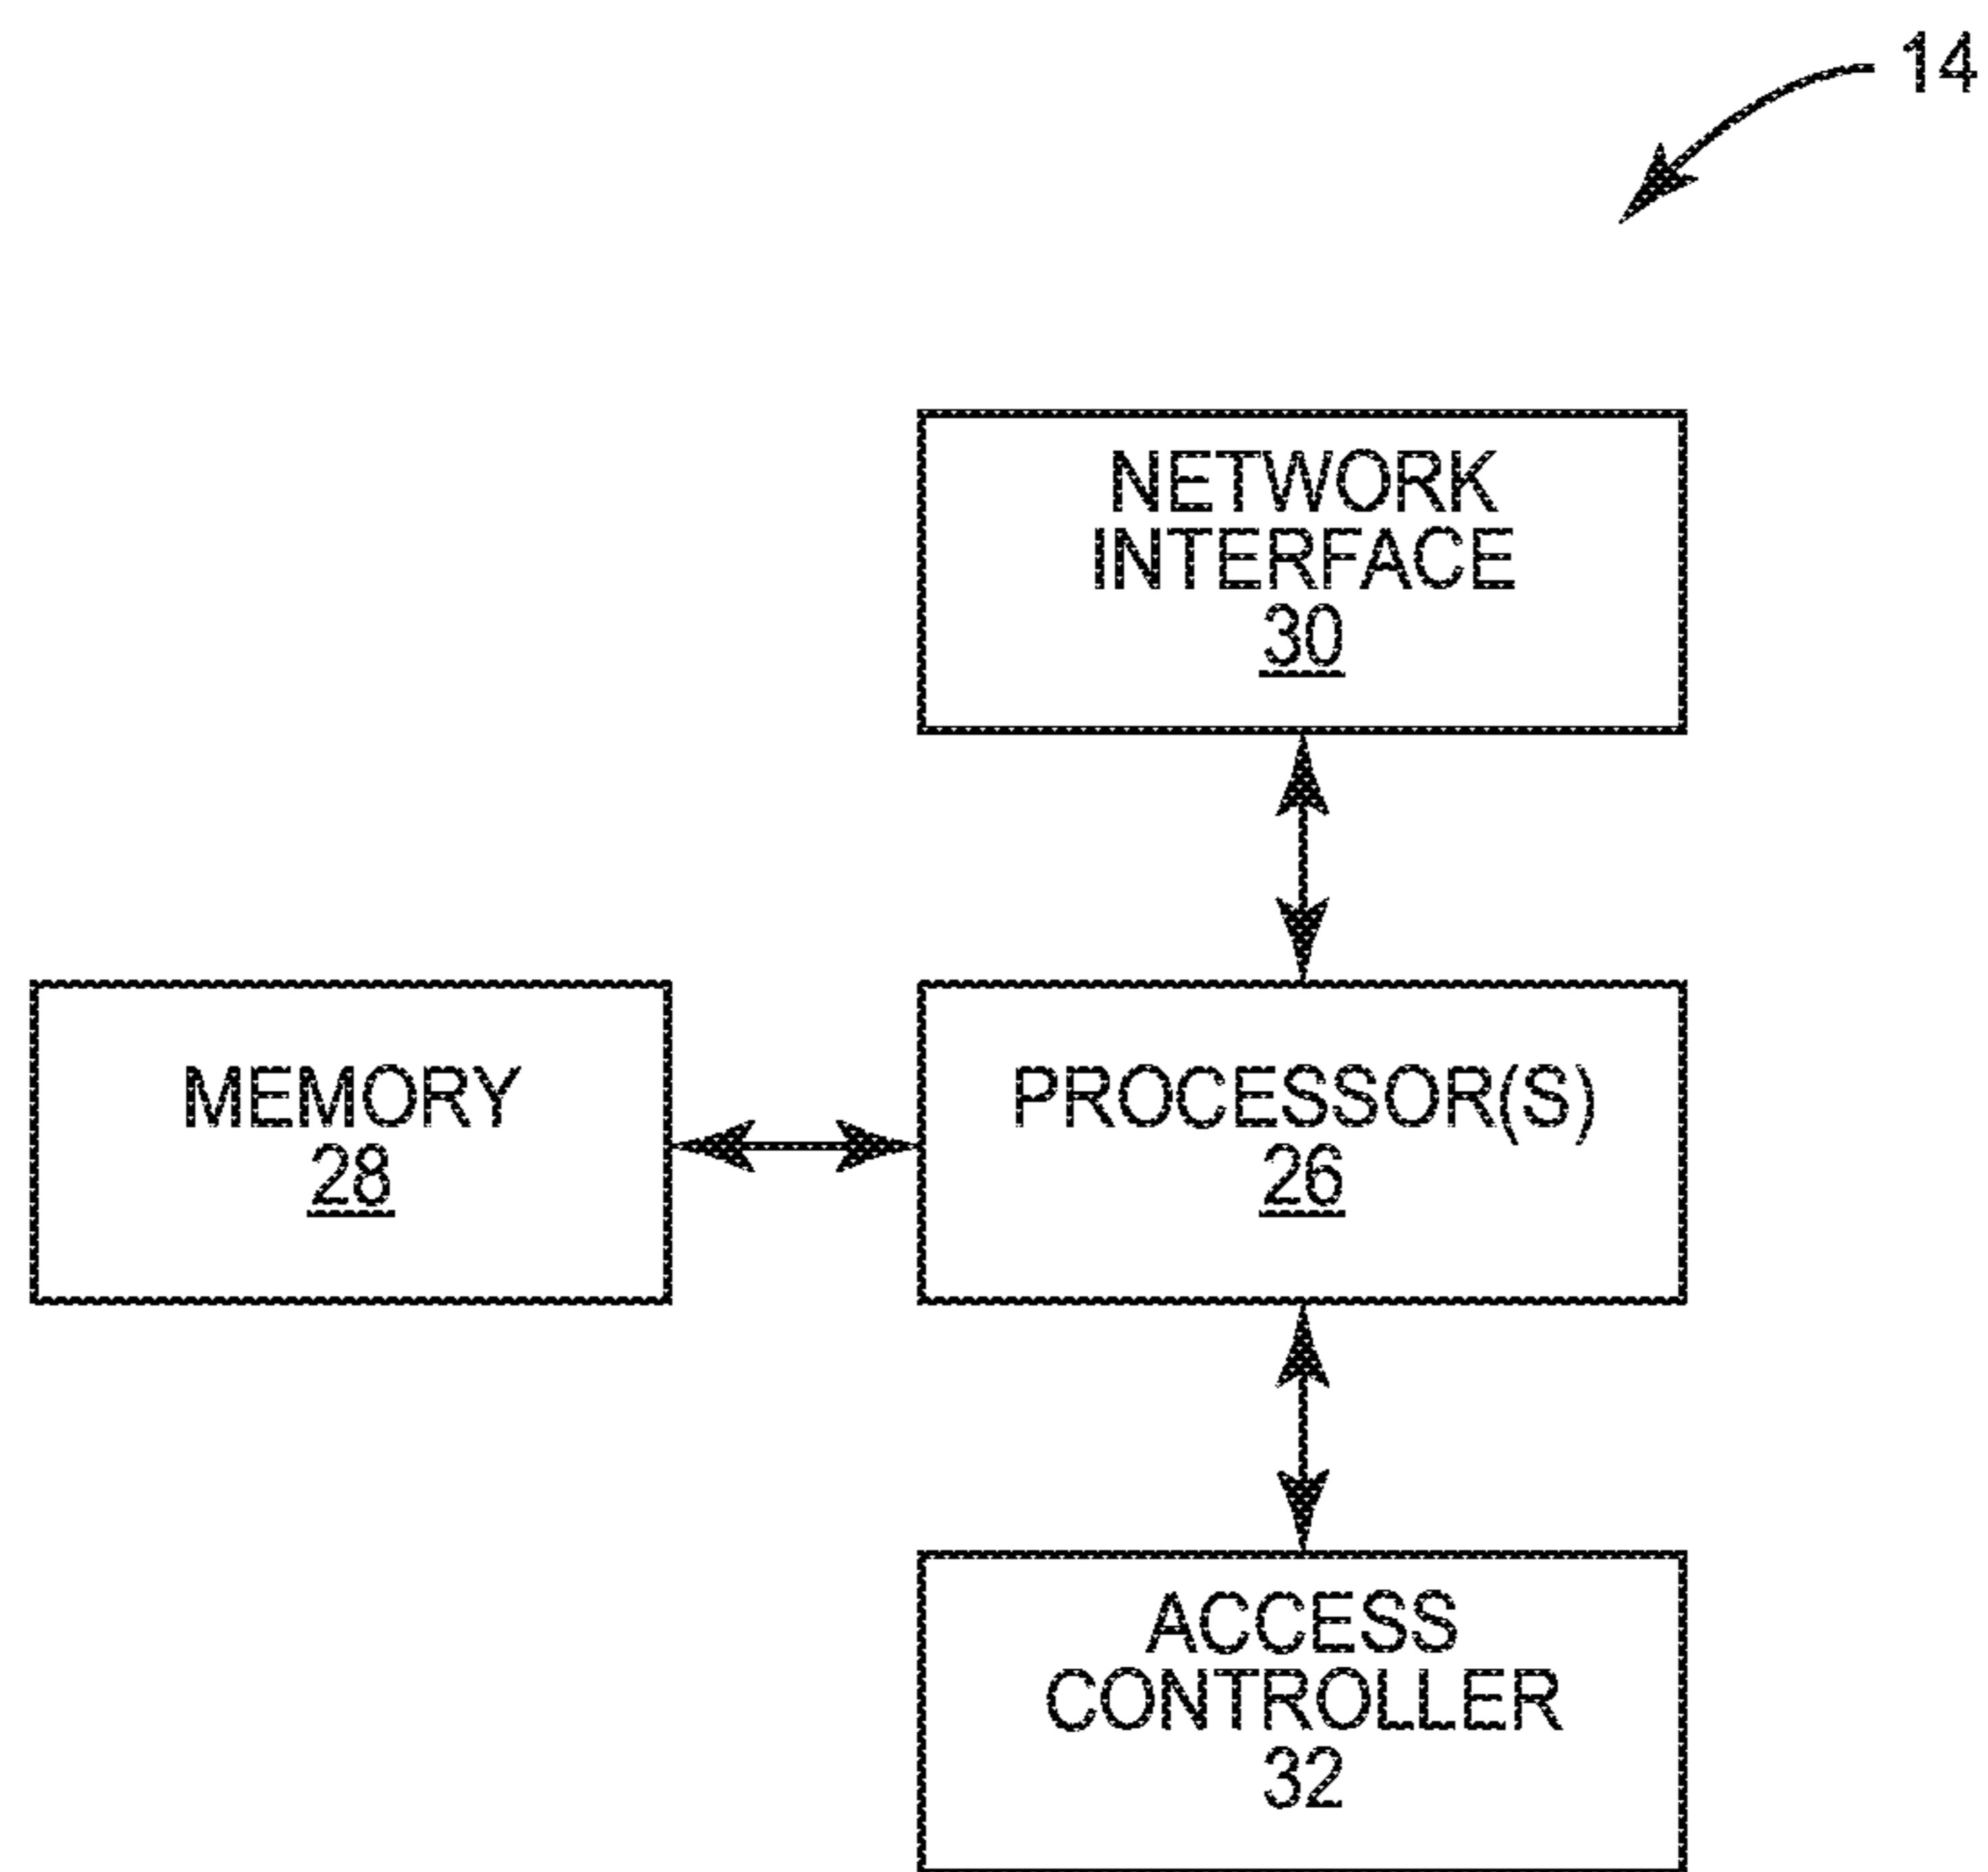 14
NETWORK
INTERFACE
30
MEMORY
28
PROCESSOR(S)
26
ACCESS
CONTROLLER
32